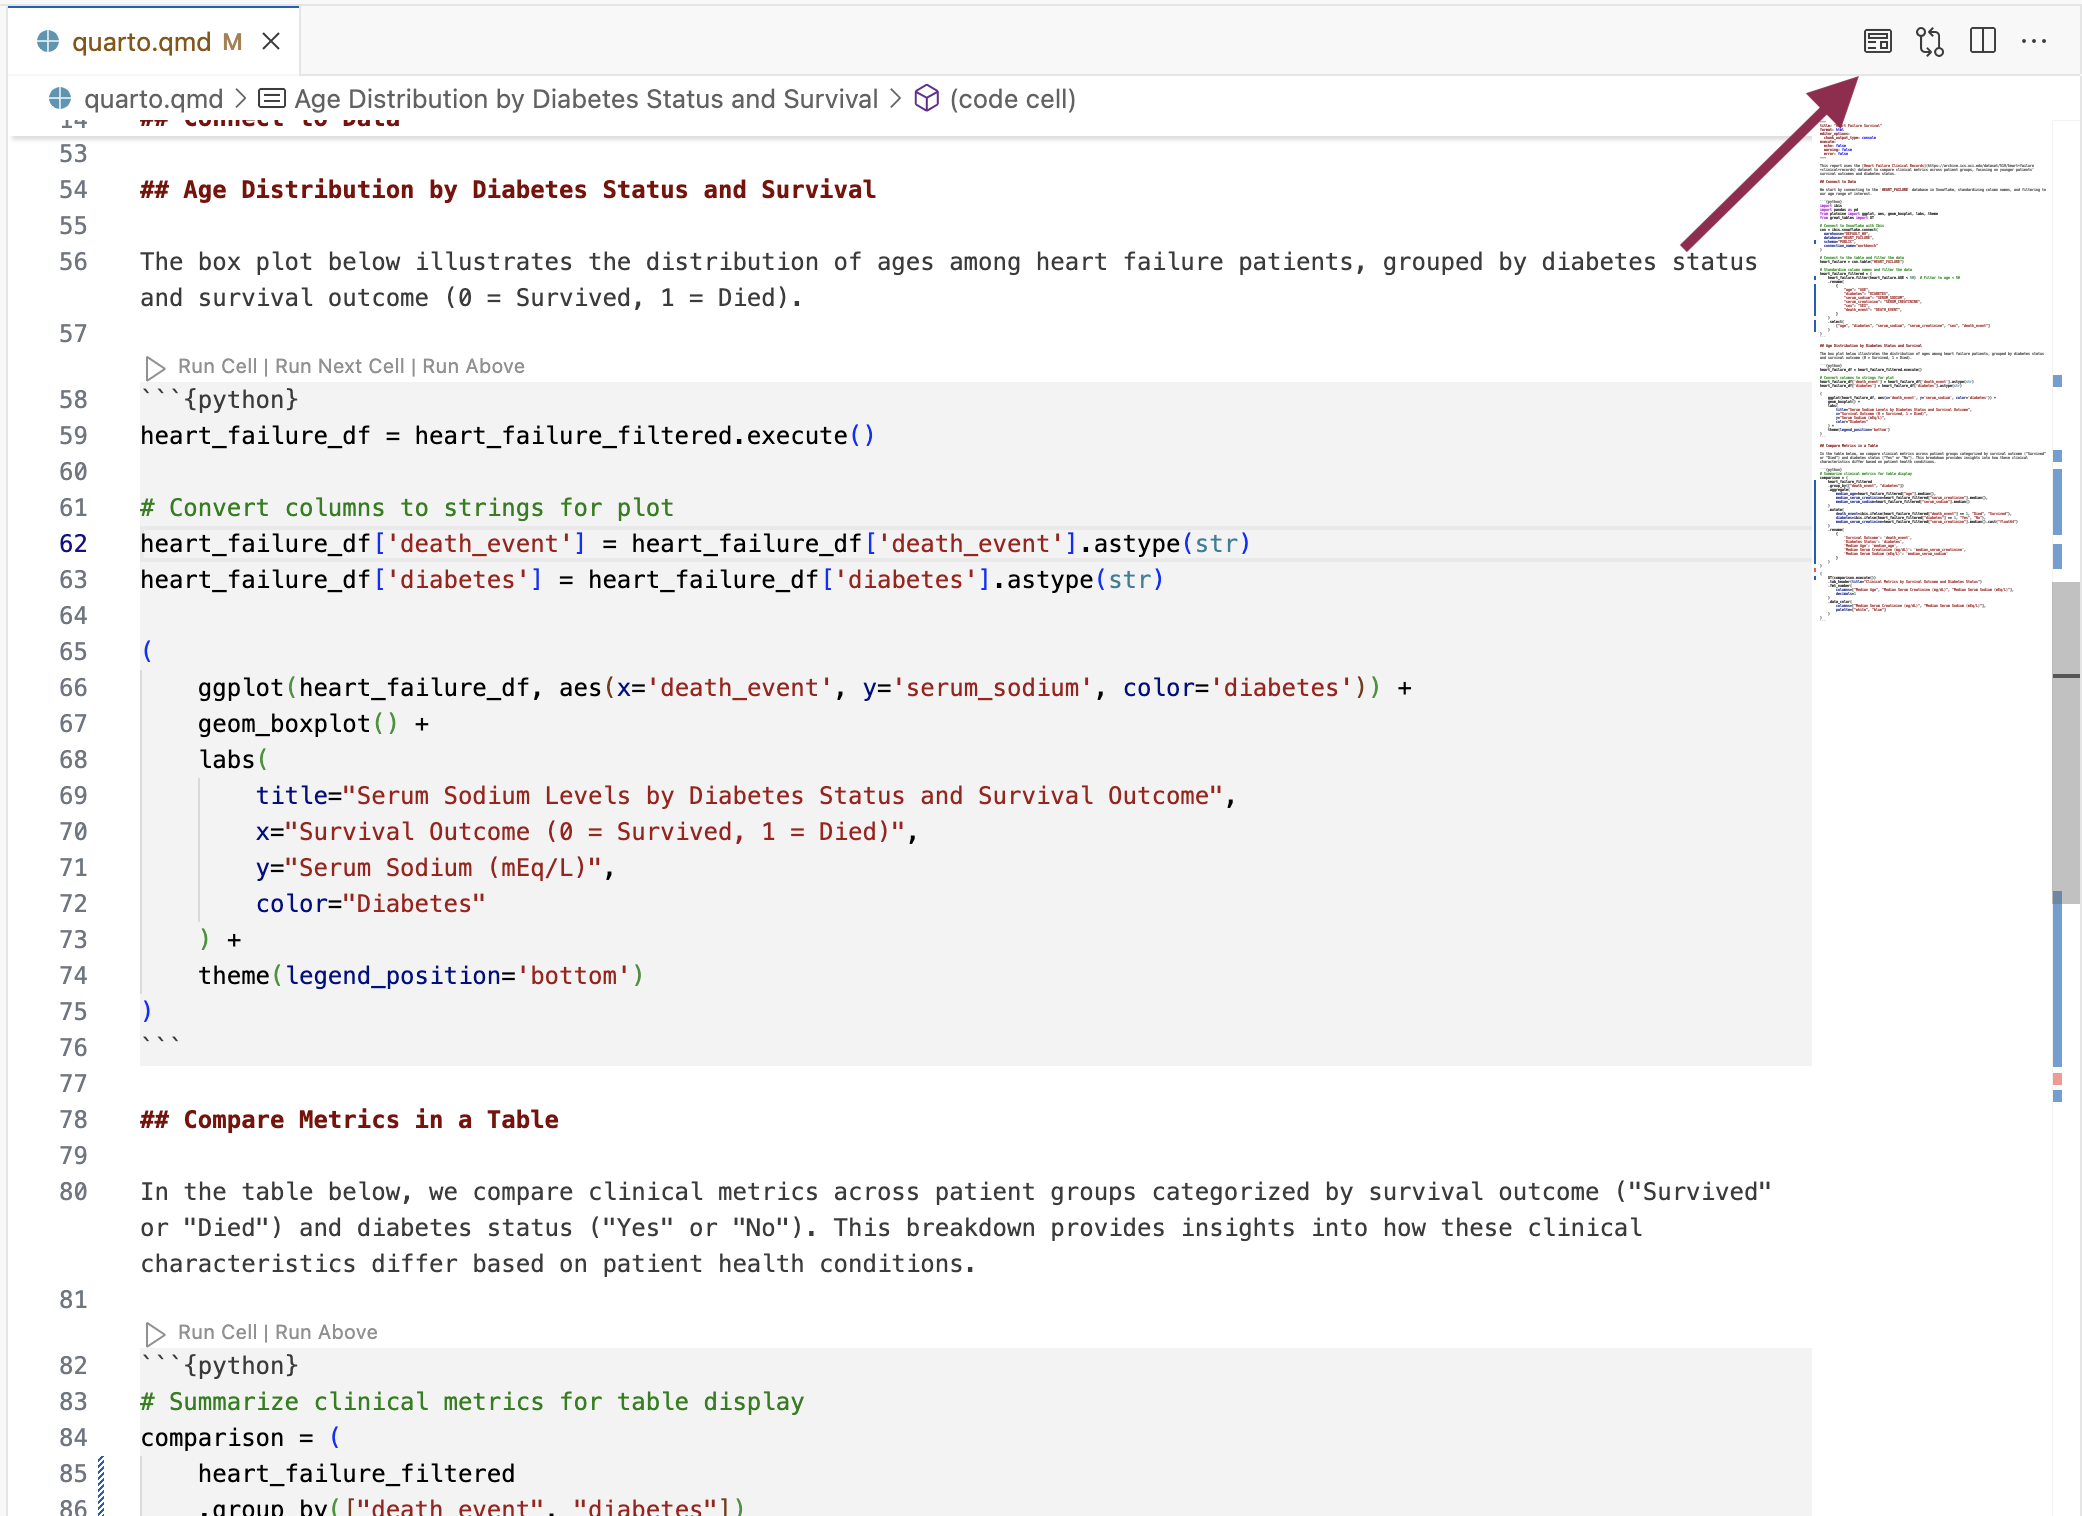 quarto.qmd M
quarto.qmd > Age Distribution by Diabetes Status and Survival > (code cell)
14 ## Connect to Data
53
54 ## Age Distribution by Diabetes Status and Survival
55
56 The box plot below illustrates the distribution of ages among heart failure patients, grouped by diabetes status
and survival outcome (0 = Survived, 1 = Died).
57
Run Cell | Run Next Cell | Run Above
58 ```{python}
59 heart_failure_df = heart_failure_filtered.execute()
60
61 # Convert columns to strings for plot
62 heart_failure_df['death_event'] = heart_failure_df['death_event'].astype(str)
63 heart_failure_df['diabetes'] = heart_failure_df['diabetes'].astype(str)
64
65 (
66     ggplot(heart_failure_df, aes(x='death_event', y='serum_sodium', color='diabetes')) +
67     geom_boxplot() +
68     labs(
69         title="Serum Sodium Levels by Diabetes Status and Survival Outcome",
70         x="Survival Outcome (0 = Survived, 1 = Died)",
71         y="Serum Sodium (mEq/L)",
72         color="Diabetes"
73     ) +
74     theme(legend_position='bottom')
75 )
76 ```
77
78 ## Compare Metrics in a Table
79
80 In the table below, we compare clinical metrics across patient groups categorized by survival outcome ("Survived"
or "Died") and diabetes status ("Yes" or "No"). This breakdown provides insights into how these clinical
characteristics differ based on patient health conditions.
81
Run Cell | Run Above
82 ```{python}
83 # Summarize clinical metrics for table display
84 comparison = (
85     heart_failure_filtered
86     .group_by(["death_event", "diabetes"])